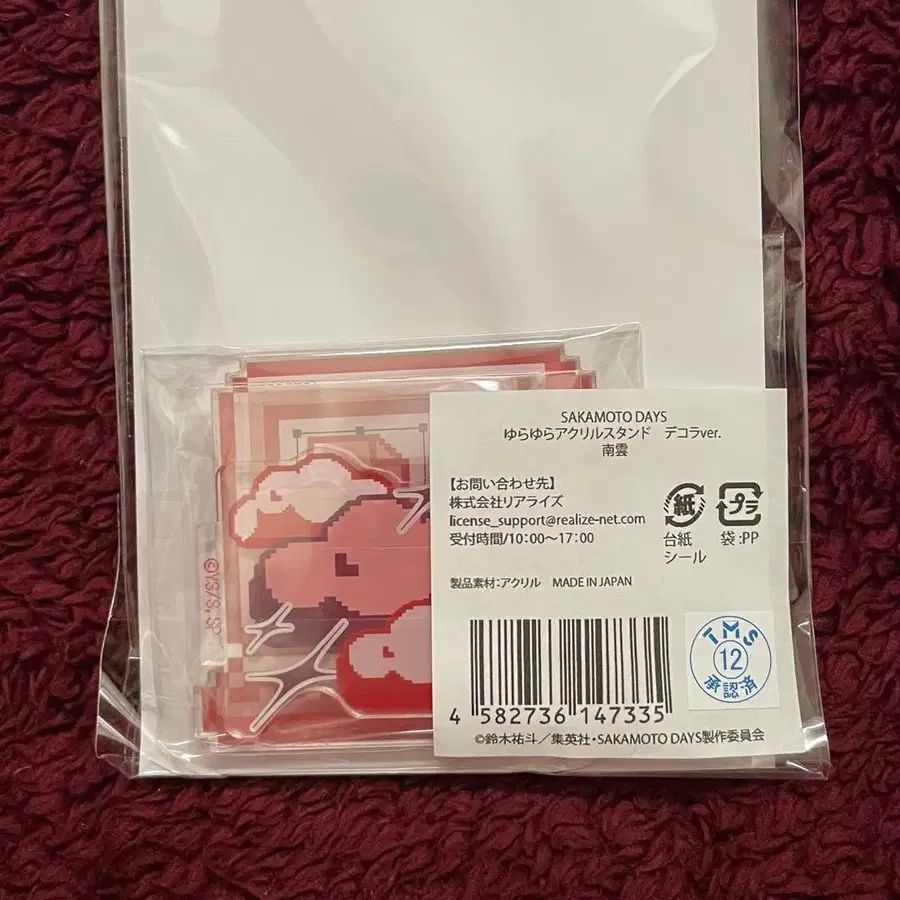 SAKAMOTO DAYS
ゆらゆらアクリルスタンド　デコラver.
南雲
【お問い合わせ先】
株式会社リアライズ
license_support@realize-net.com
受付時間/10:00～17:00
紙
プラ
台紙
シール
袋:PP
製品素材:アクリル　MADE IN JAPAN
TMS
12
承認済
4 582736 147335
©鈴木祐斗／集英社・SAKAMOTO DAYS製作委員会
©YS/S, SP